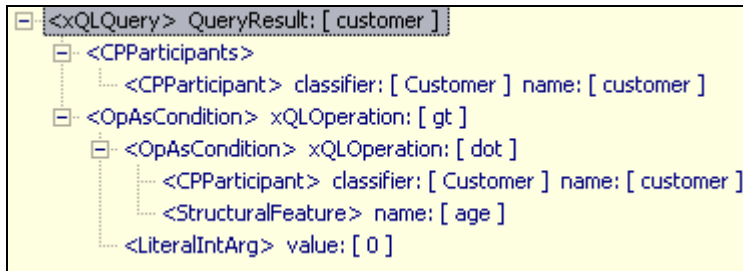 <xQLQuery> QueryResult: [ customer ]
<CPParticipants>
<CPParticipant> classifier: [ Customer ] name: [ customer ]
<OpAsCondition> xQLOperation: [ gt ]
<OpAsCondition> xQLOperation: [ dot ]
<CPParticipant> classifier: [ Customer ] name: [ customer ]
<StructuralFeature> name: [ age ]
<LiteralIntArg> value: [ 0 ]